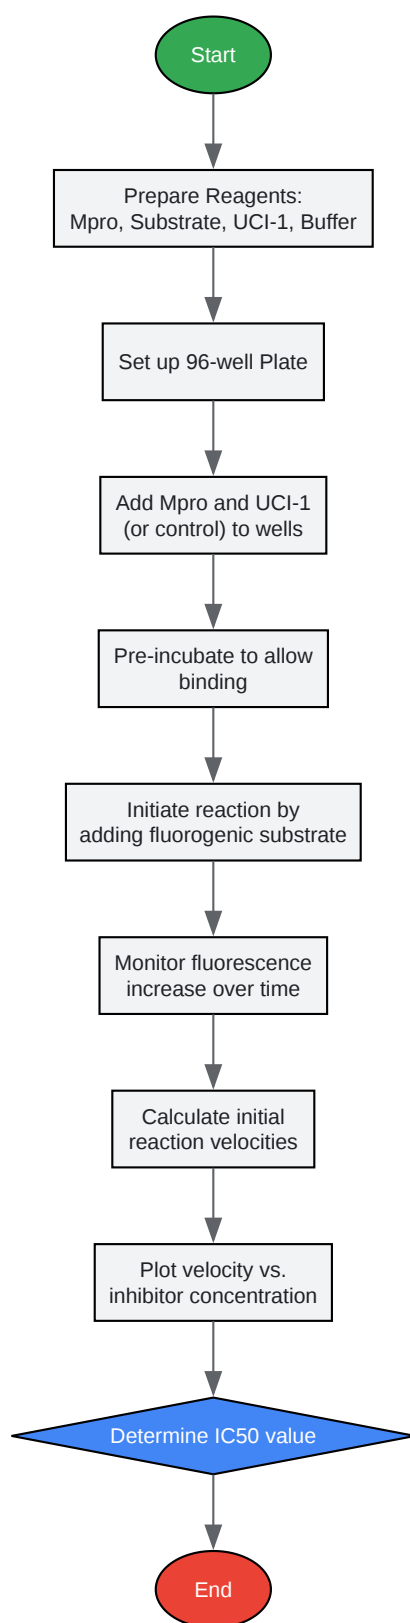 Start
Prepare Reagents:
Mpro, Substrate, UCI-1, Buffer
Set up 96-well Plate
Add Mpro and UCI-1
(or control) to wells
Pre-incubate to allow
binding
Initiate reaction by
adding fluorogenic substrate
Monitor fluorescence
increase over time
Calculate initial
reaction velocities
Plot velocity vs.
inhibitor concentration
Determine IC50 value
End